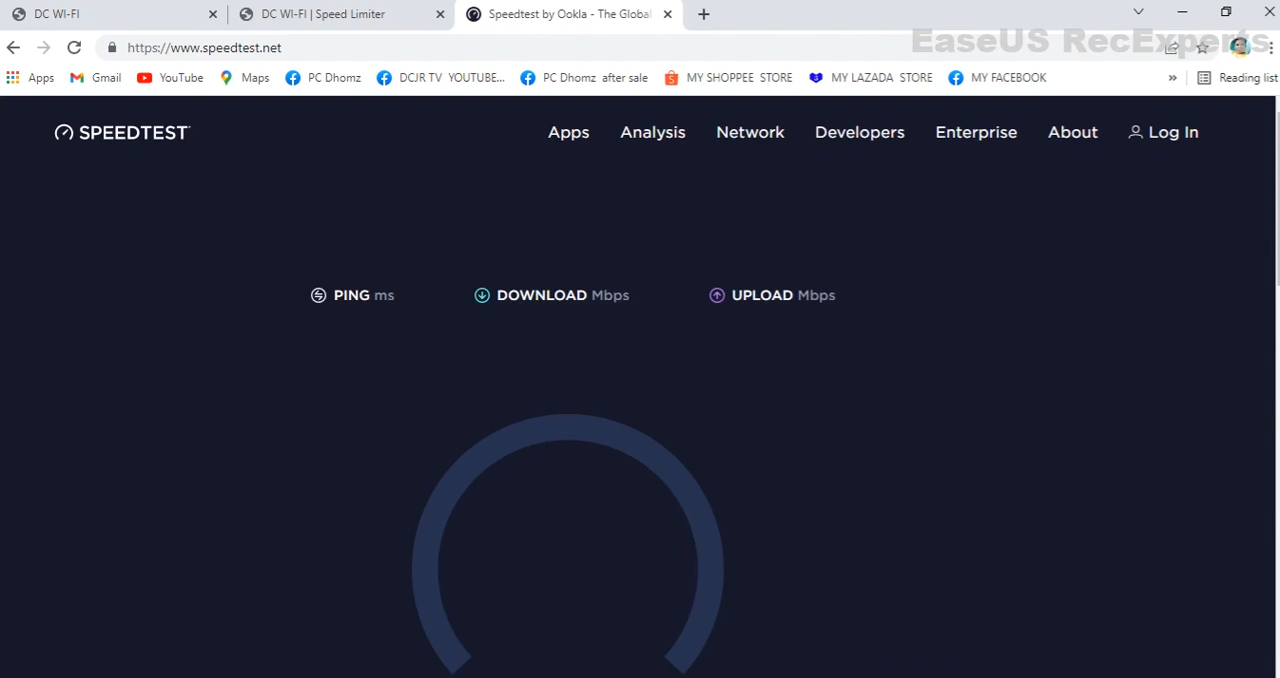 DC WI-FI
DC WI-FI | Speed Limiter
Speedtest by Ookla - The Global
https://www.speedtest.net
EaseUS RecExperts
Apps
Gmail
YouTube
Maps
PC Dhomz
DCJR TV YOUTUBE...
PC Dhomz after sale
MY SHOPPEE STORE
MY LAZADA STORE
MY FACEBOOK
»
Reading list
SPEEDTEST
Apps
Analysis
Network
Developers
Enterprise
About
Log In
PING ms
DOWNLOAD Mbps
UPLOAD Mbps